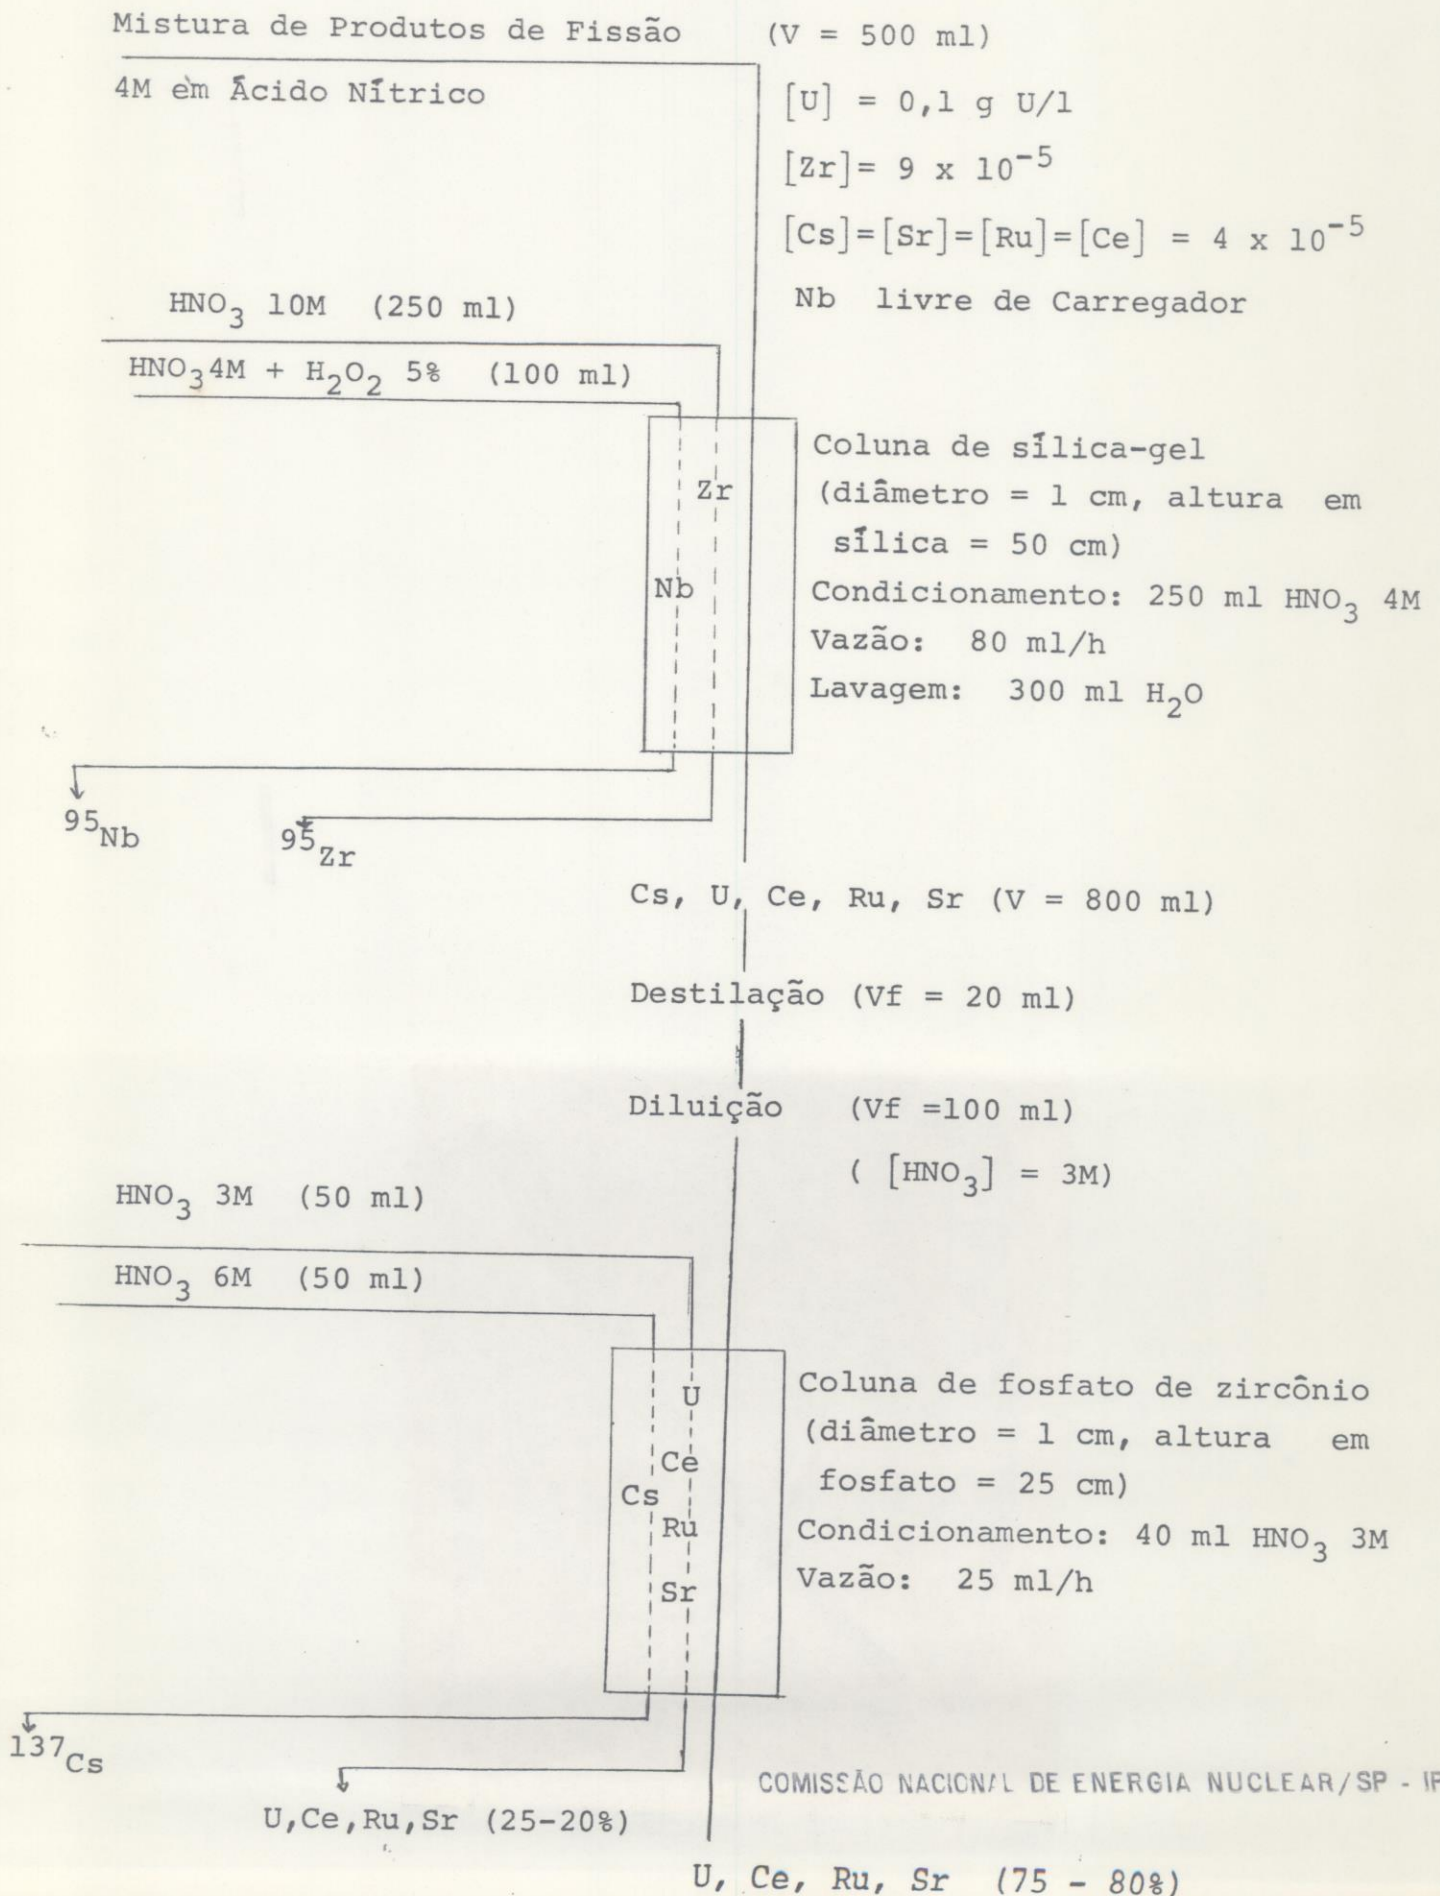 Mistura de Produtos de Fissão (V = 500 ml)
4M em Ácido Nítrico
[U] = 0,1 g U/l
[Zr]= 9 x 10⁻⁵
[Cs]=[Sr]=[Ru]=[Ce] = 4 x 10⁻⁵
Nb livre de Carregador
HNO₃ 10M (250 ml)
HNO₃4M + H₂O₂ 5% (100 ml)
Coluna de sílica-gel
(diâmetro = 1 cm, altura em
sílica = 50 cm)
Condicionamento: 250 ml HNO₃ 4M
Vazão: 80 ml/h
Lavagem: 300 ml H₂O
Zr
Nb
⁹⁵Nb
⁹⁵Zr
Cs, U, Ce, Ru, Sr (V = 800 ml)
Destilação (Vf = 20 ml)
Diluição (Vf =100 ml)
( [HNO₃] = 3M)
HNO₃ 3M (50 ml)
HNO₃ 6M (50 ml)
Coluna de fosfato de zircônio
(diâmetro = 1 cm, altura em
fosfato = 25 cm)
Condicionamento: 40 ml HNO₃ 3M
Vazão: 25 ml/h
U
Ce
Cs
Ru
Sr
¹³⁷Cs
U,Ce,Ru,Sr (25-20%)
COMISSÃO NACIONAL DE ENERGIA NUCLEAR/SP -
U, Ce, Ru, Sr (75 - 80%)